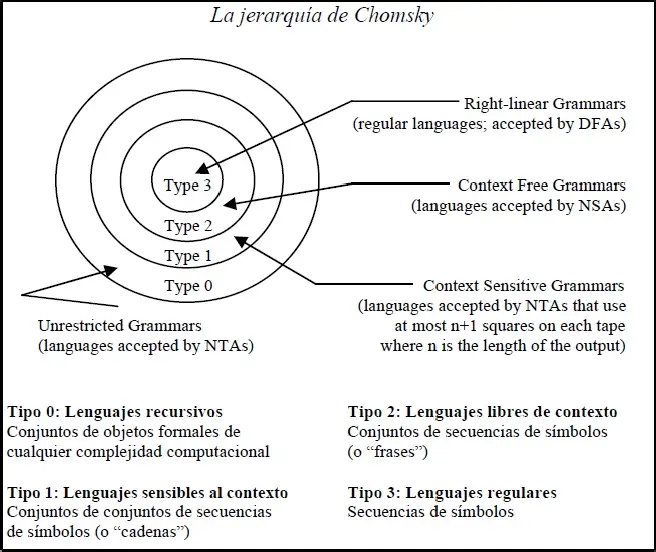 La jerarquía de Chomsky
Right-linear Grammars
(regular languages; accepted by DFAs)
Type 3
Context Free Grammars
(languages accepted by NSAs)
Type 2
Type 1
Type 0
Context Sensitive Grammars
(languages accepted by NTAs that use
at most n+1 squares on each tape
where n is the length of the output)
Unrestricted Grammars
(languages accepted by NTAs)
Tipo 0: Lenguajes recursivos
Conjuntos de objetos formales de
cualquier complejidad computacional
Tipo 2: Lenguajes libres de contexto
Conjuntos de secuencias de símbolos
(o “frases”)
Tipo 1: Lenguajes sensibles al contexto
Conjuntos de conjuntos de secuencias
de símbolos (o “cadenas”)
Tipo 3: Lenguajes regulares
Secuencias de símbolos